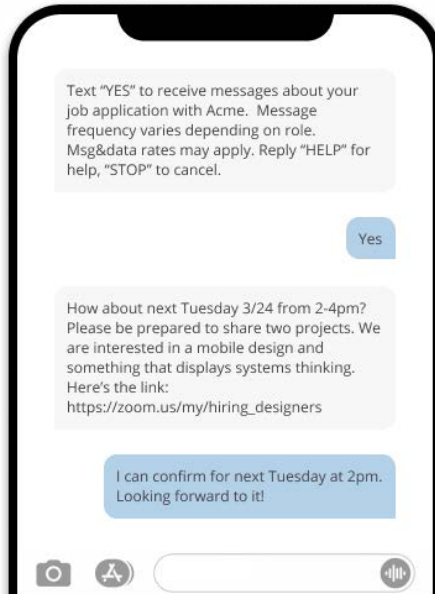 Text “YES” to receive messages about your
job application with Acme.  Message
frequency varies depending on role.
Msg&data rates may apply. Reply “HELP” for
help, “STOP” to cancel.
Yes
How about next Tuesday 3/24 from 2-4pm?
Please be prepared to share two projects. We
are interested in a mobile design and
something that displays systems thinking.
Here’s the link:
https://zoom.us/my/hiring_designers
I can confirm for next Tuesday at 2pm.
Looking forward to it!